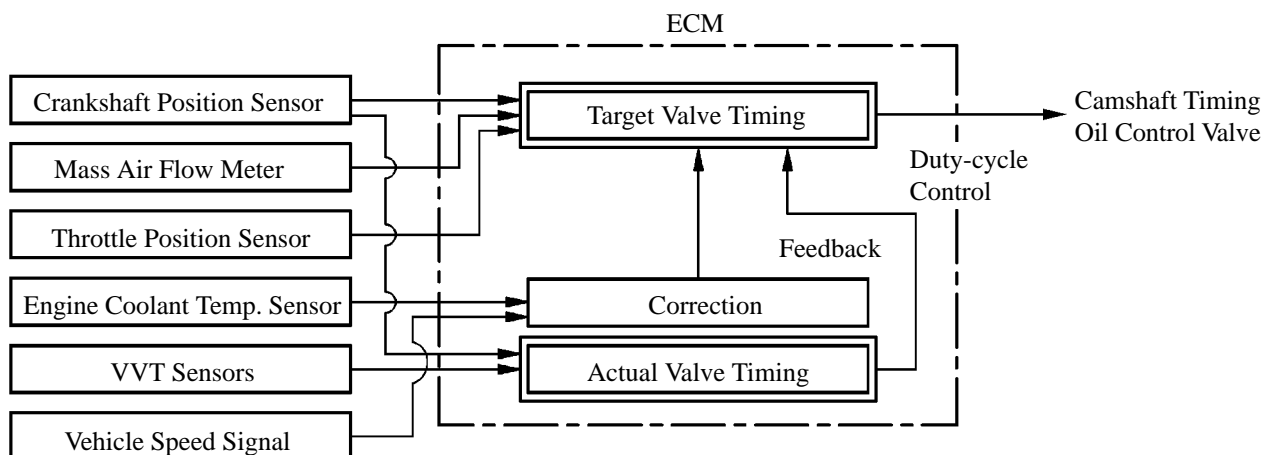 ECM
Crankshaft Position Sensor
Mass Air Flow Meter
Throttle Position Sensor
Engine Coolant Temp. Sensor
VVT Sensors
Vehicle Speed Signal
Target Valve Timing
Feedback
Correction
Actual Valve Timing
Duty-cycle
Control
Camshaft Timing
Oil Control Valve